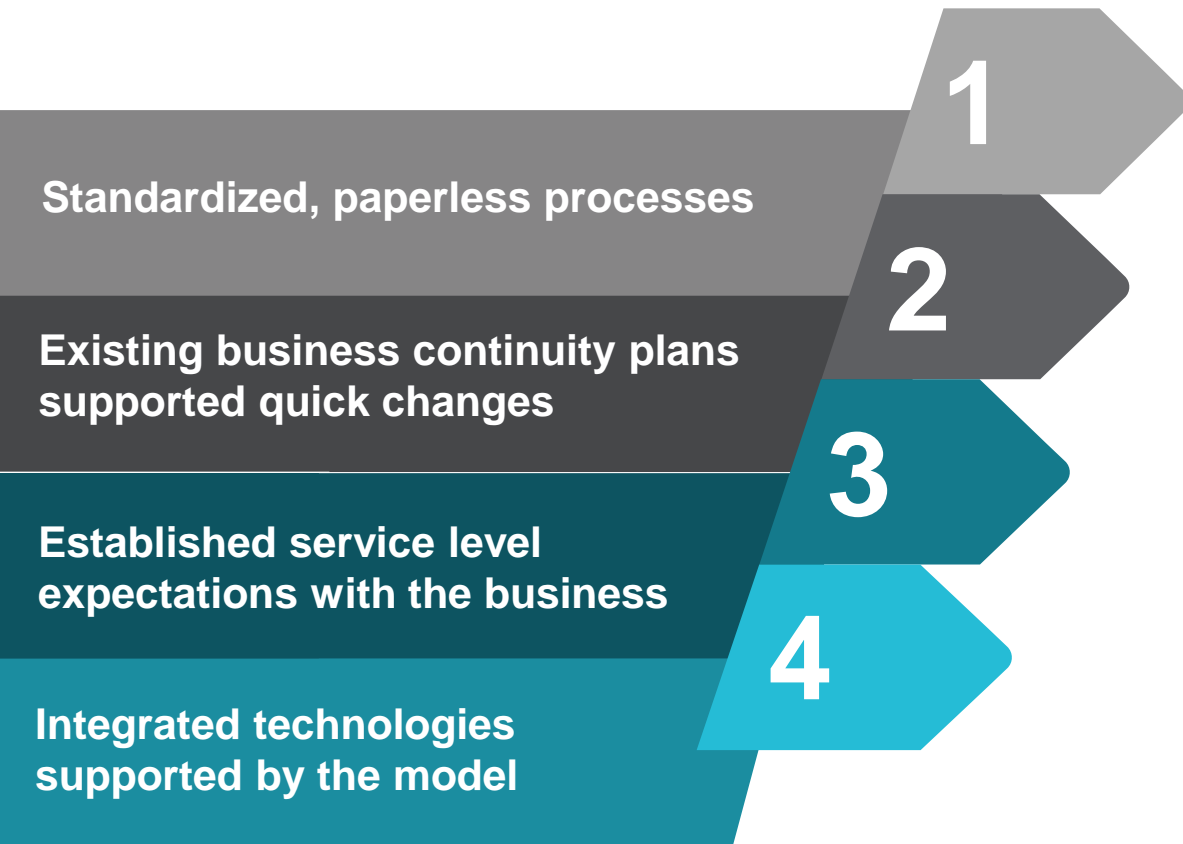 1
Standardized, paperless processes
2
Existing business continuity plans
supported quick changes
3
Established service level
expectations with the business
4
Integrated technologies
supported by the model